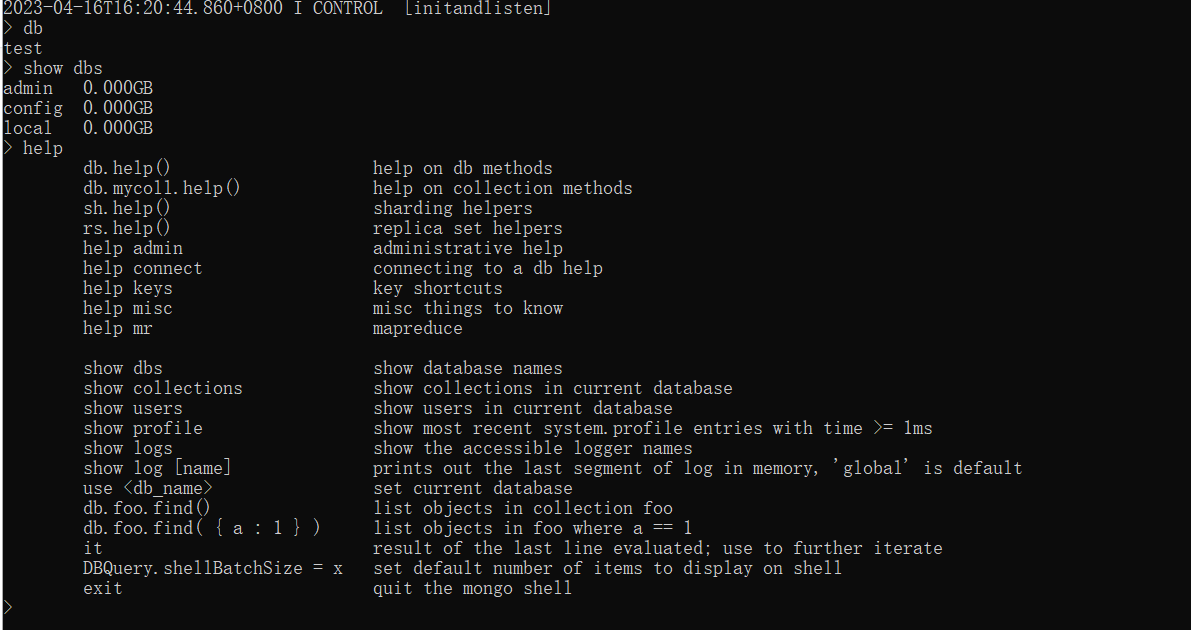 2023-04-16T16:20:44.860+0800 I CONTROL  [initandlisten]
> db
test
> show dbs
admin   0.000GB
config  0.000GB
local   0.000GB
> help
        db.help()                    help on db methods
        db.mycoll.help()             help on collection methods
        sh.help()                    sharding helpers
        rs.help()                    replica set helpers
        help admin                   administrative help
        help connect                 connecting to a db help
        help keys                    key shortcuts
        help misc                    misc things to know
        help mr                      mapreduce

        show dbs                     show database names
        show collections             show collections in current database
        show users                   show users in current database
        show profile                 show most recent system.profile entries with time >= 1ms
        show logs                    show the accessible logger names
        show log [name]              prints out the last segment of log in memory, 'global' is default
        use <db_name>                set current database
        db.foo.find()                list objects in collection foo
        db.foo.find( { a : 1 } )     list objects in foo where a == 1
        it                           result of the last line evaluated; use to further iterate
        DBQuery.shellBatchSize = x   set default number of items to display on shell
        exit                         quit the mongo shell
>